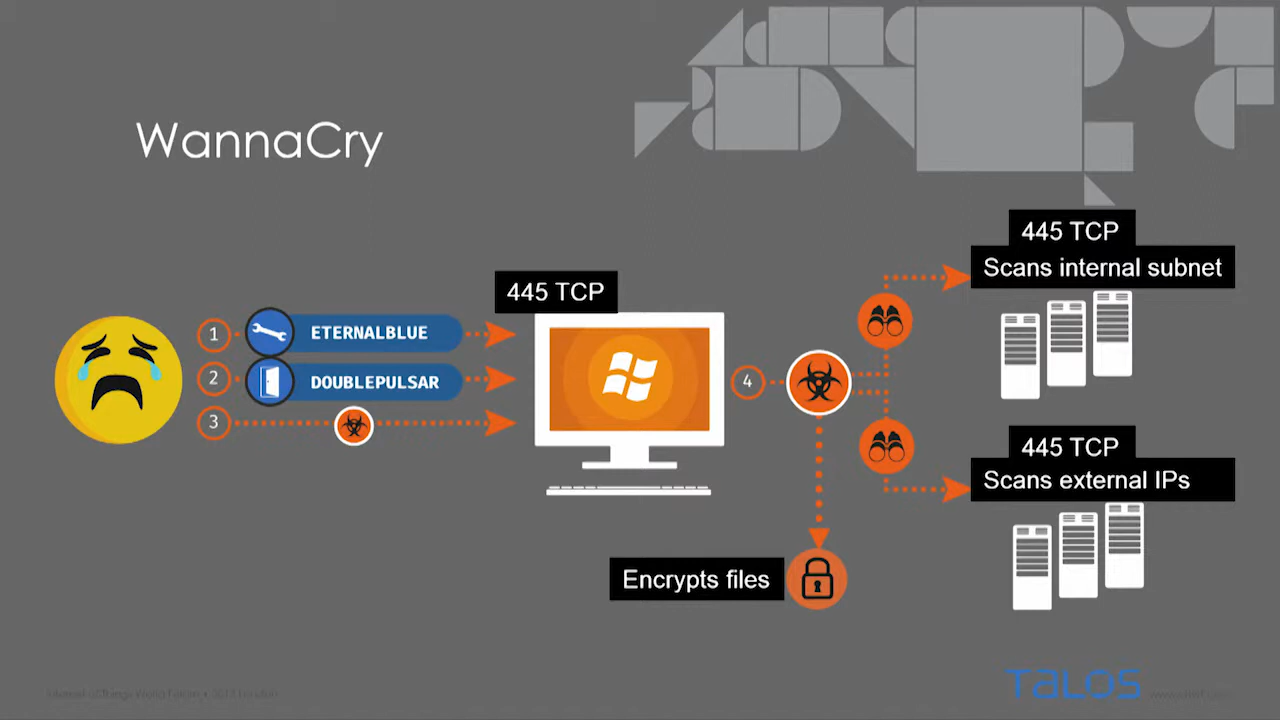 WannaCry
445 TCP
Scans internal subnet
445 TCP
1
ETERNALBLUE
2
DOUBLEPULSAR
3
4
445 TCP
Scans external IPs
Encrypts files
TALOS